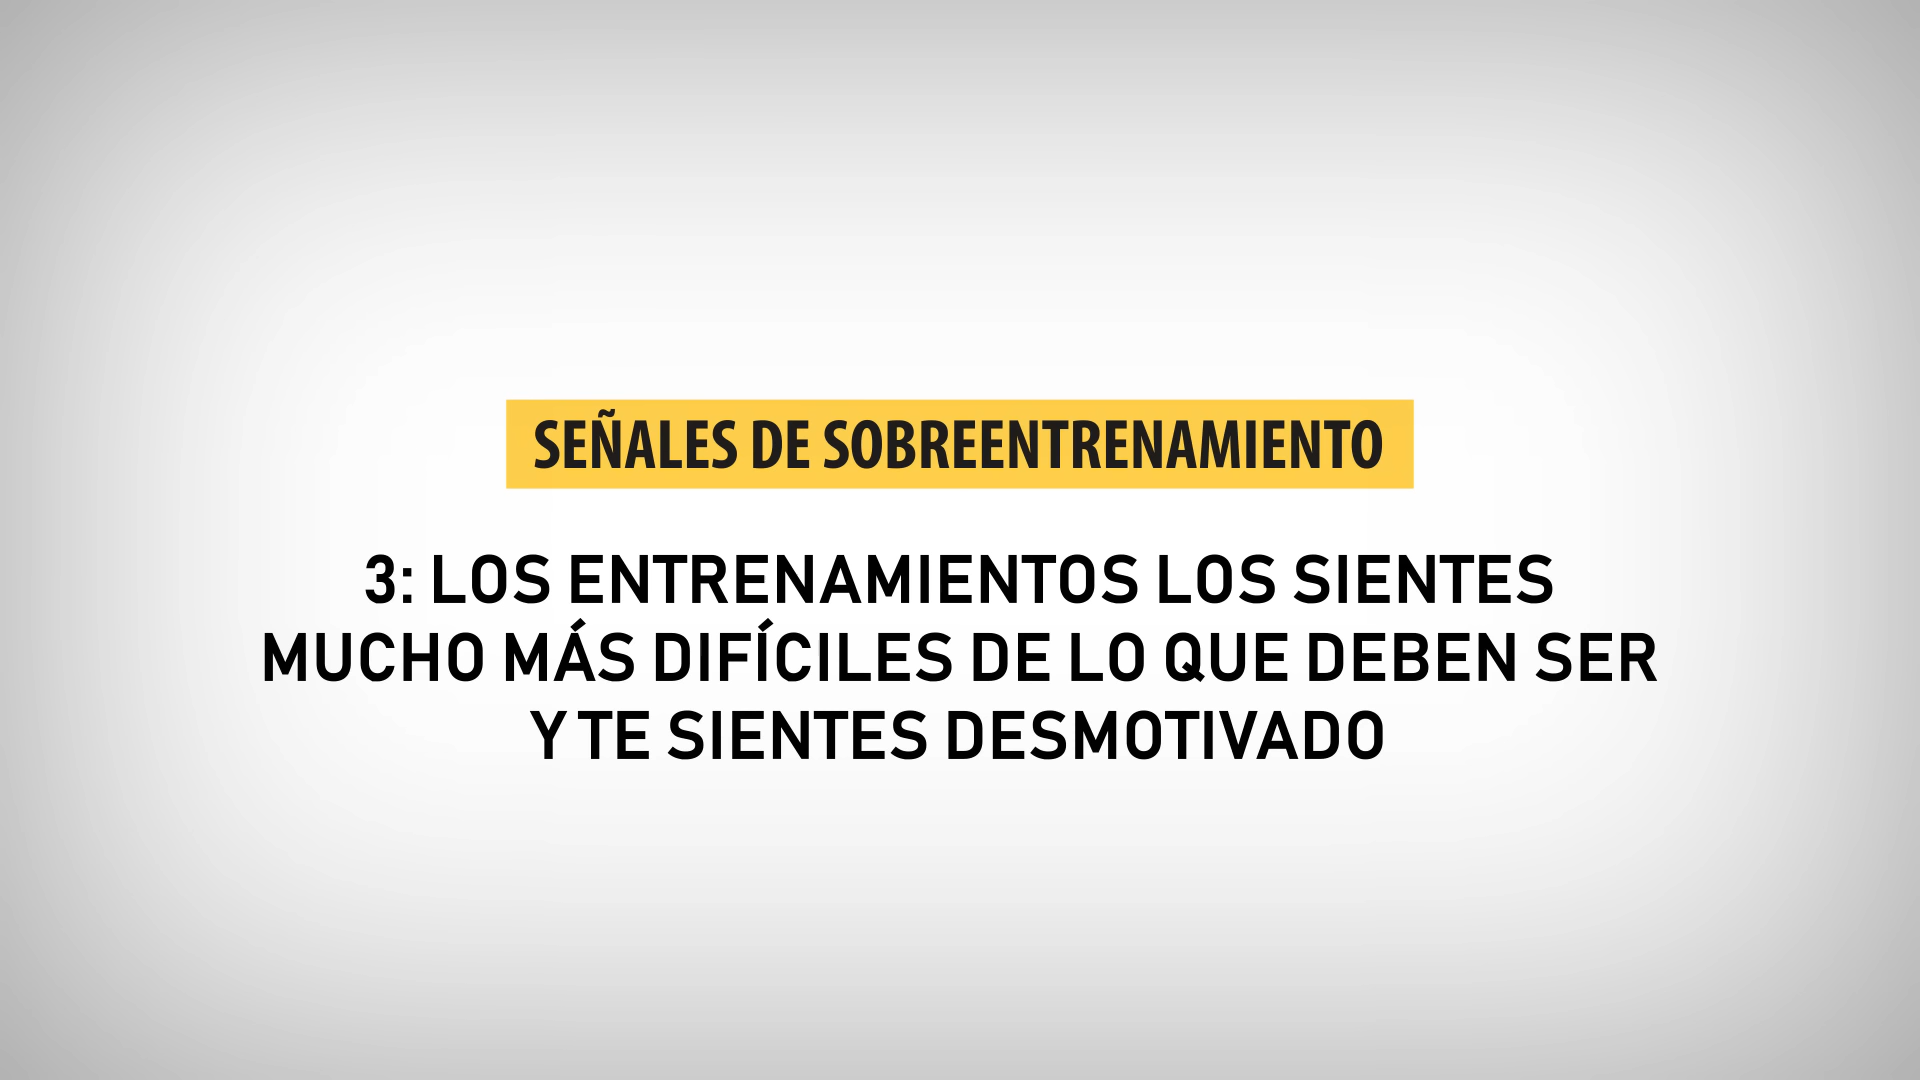 SEÑALES DE SOBREENTRENAMIENTO
3: LOS ENTRENAMIENTOS LOS SIENTES
MUCHO MÁS DIFÍCILES DE LO QUE DEBEN SER
Y TE SIENTES DESMOTIVADO